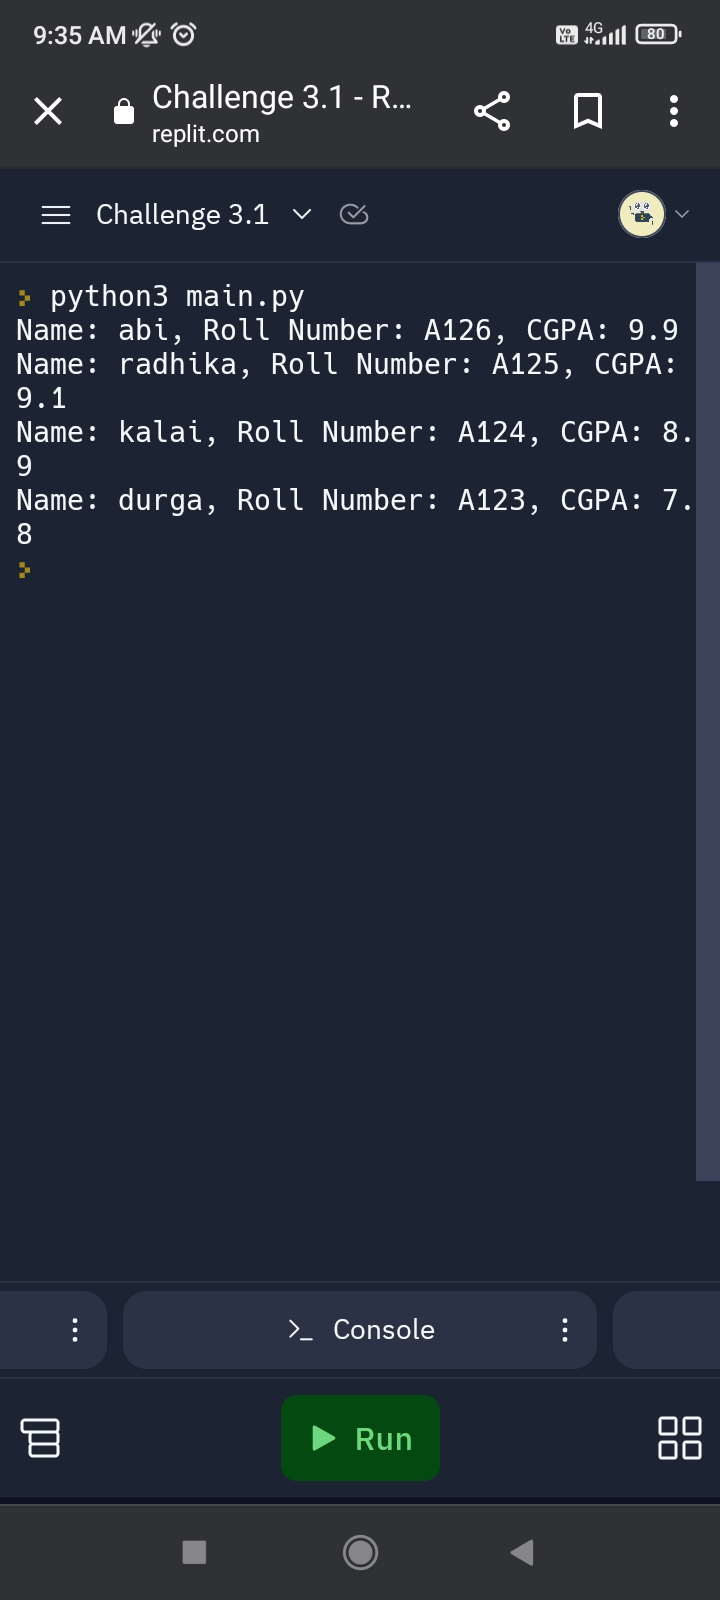 9:35 AM VoLTE 4G 80
Challenge 3.1 - R...
replit.com
Challenge 3.1
python3 main.py
Name: abi, Roll Number: A126, CGPA: 9.9
Name: radhika, Roll Number: A125, CGPA:
9.1
Name: kalai, Roll Number: A124, CGPA: 8.
9
Name: durga, Roll Number: A123, CGPA: 7.
8
Console
Run